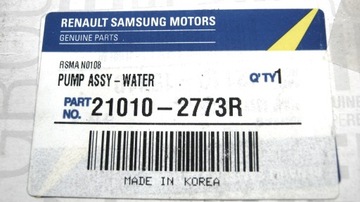 RENAULT SAMSUNG MOTORS
GENUINE PARTS
RSMA N0108
PUMP ASSY-WATER Q'TY 1
PART NO. 21010-2773R
MADE IN KOREA